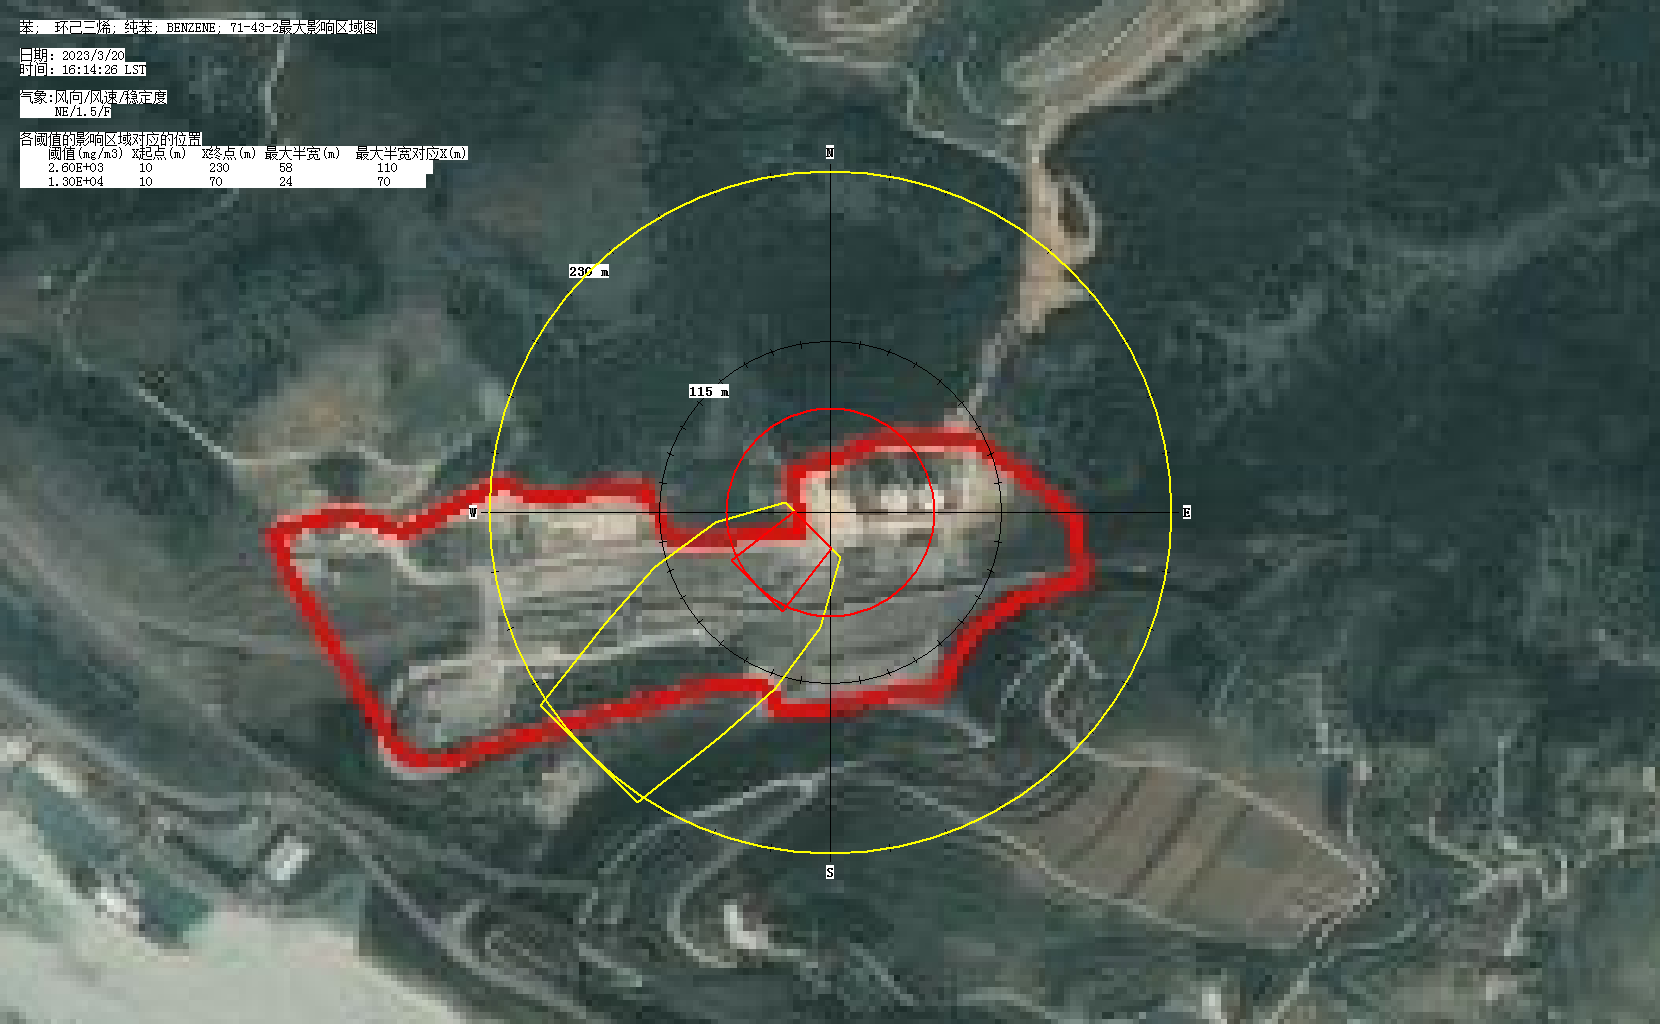 苯; 环己三烯; 纯苯; BENZENE; 71-43-2最大影响区域图
日期: 2023/3/20
时间: 16:14:26 LST
气象:风向/风速/稳定度
NE/1.5/F
各阈值的影响区域对应的位置
阈值(mg/m3) X起点(m) X终点(m) 最大半宽(m) 最大半宽对应X(m)
2.60E+03 10 230 58 110
1.30E+04 10 70 24 70
N
230 m
115 m
W
E
S